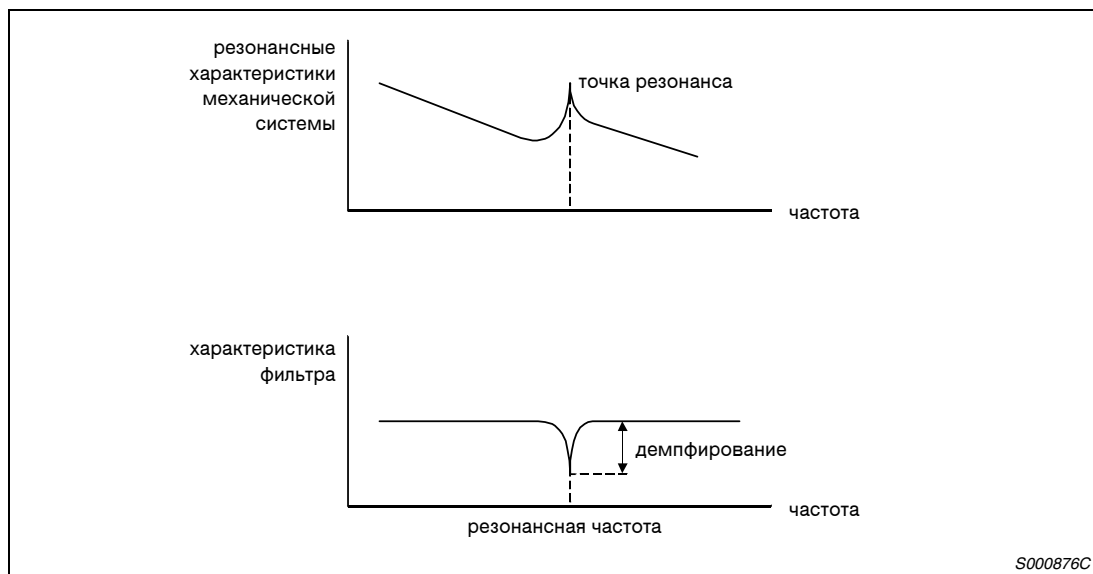 резонансные
характеристики
механической
системы
точка резонанса
частота
характеристика
фильтра
демпфирование
частота
резонансная частота
S000876C